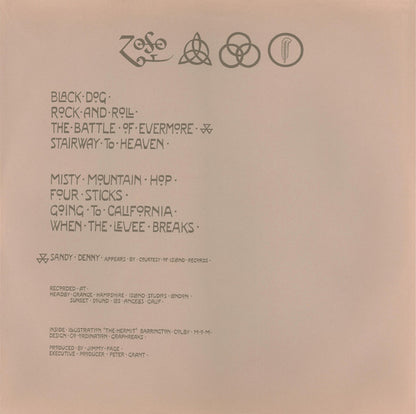 ZOSO
BLACK·DOG·
ROCK·AND·ROLL·
THE·BATTLE·OF·EVERMORE·
STAIRWAY·TO·HEAVEN·
MISTY·MOUNTAIN·HOP·
FOUR·STICKS·
GOING·TO·CALIFORNIA·
WHEN·THE·LEVEE·BREAKS·
SANDY·DENNY·APPEARS·BY·COURTESY·OF·ISLAND·RECORDS·
RECORDED·AT·
HEADLY·GRANGE·HAMPSHIRE·ISLAND·STUDIOS·LONDON·
SUNSET·SOUND·LOS·ANGELES·CALIF·
INSIDE·ILLUSTRATION·"THE·HERMIT"·BARRINGTON·COLBY·M·O·M·
DESIGN·CO-ORDINATION·GRAPHREAKS·
PRODUCED·BY·JIMMY·PAGE·
EXECUTIVE·PRODUCER·PETER·GRANT·